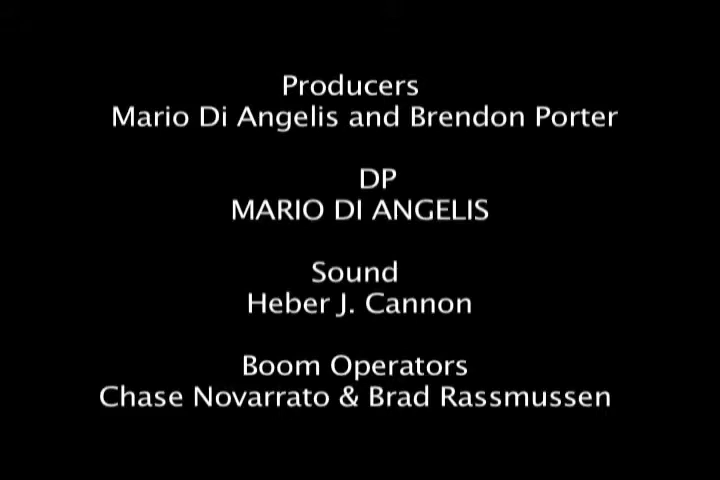 Producers
Mario Di Angelis and Brendon Porter
DP
MARIO DI ANGELIS
Sound
Heber J. Cannon
Boom Operators
Chase Novarrato & Brad Rassmussen